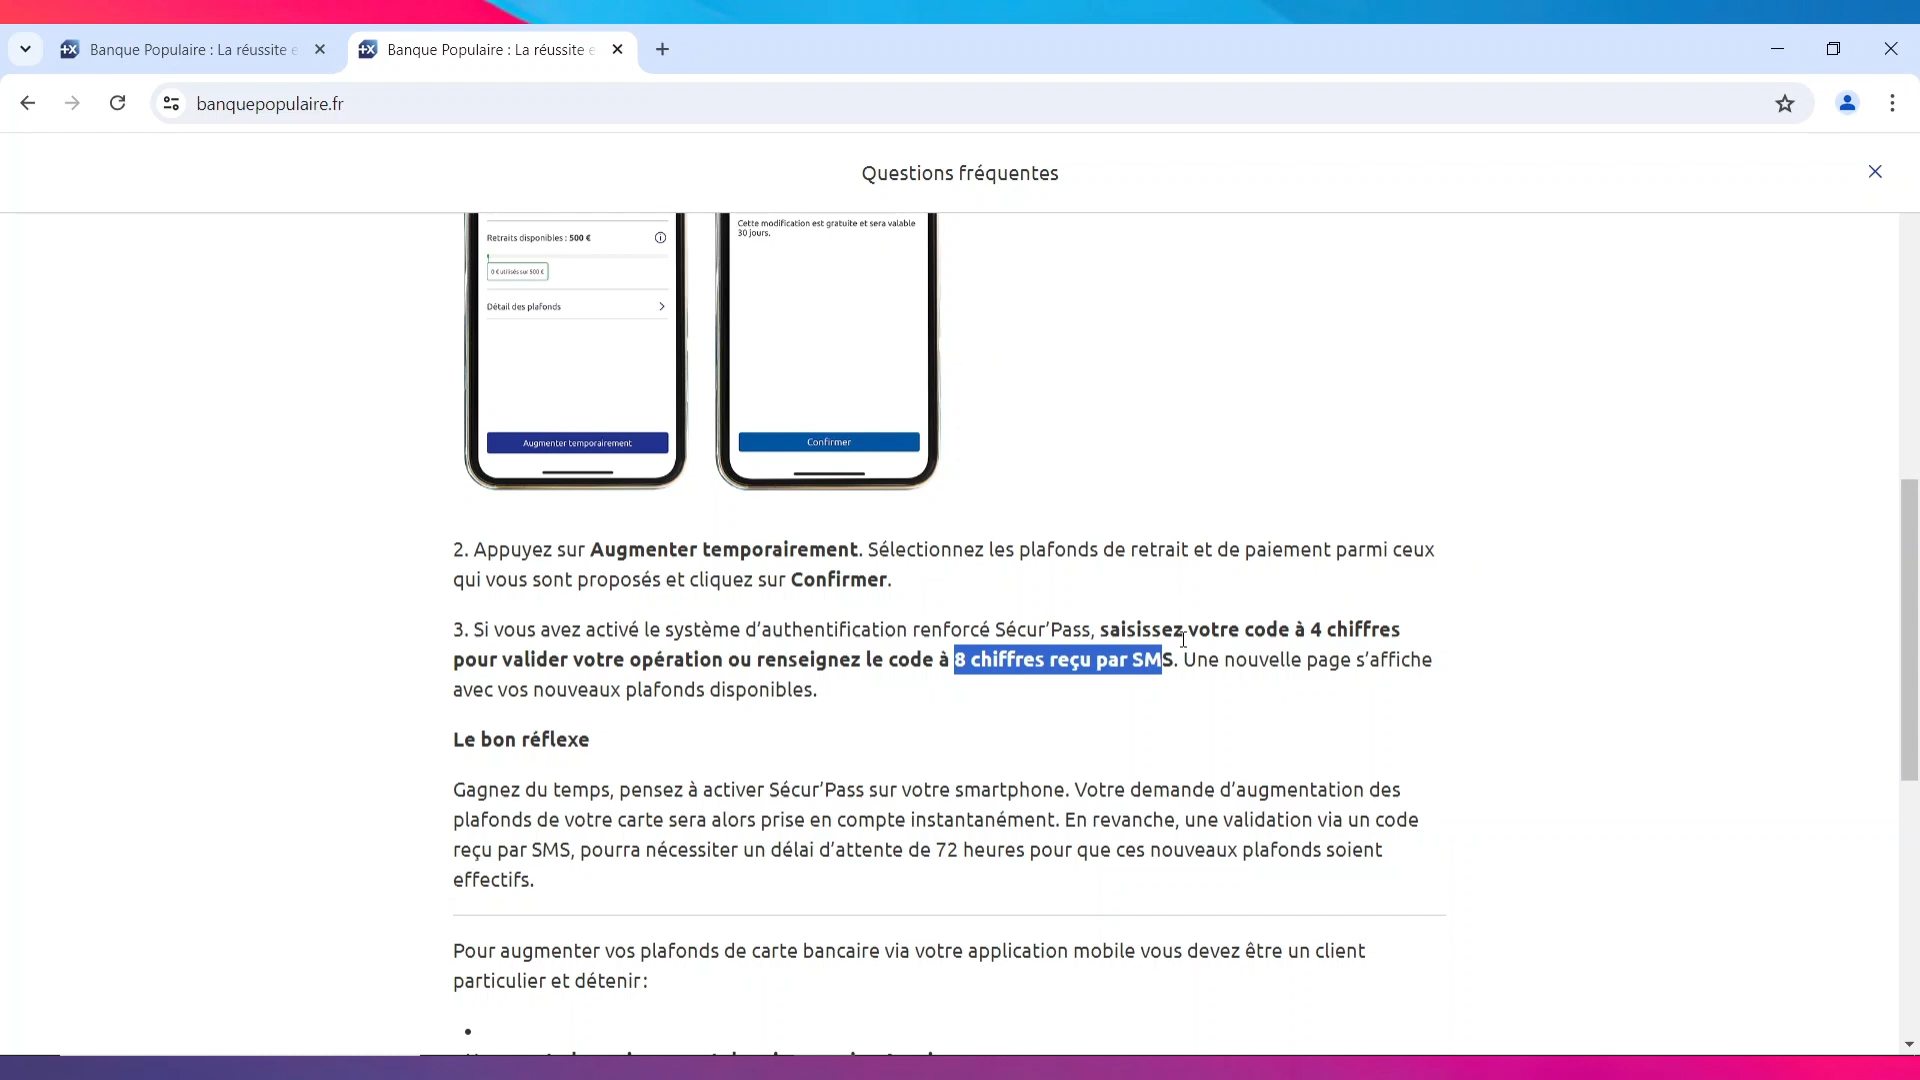 Banque Populaire : La réussite e
Banque Populaire : La réussite e
banquepopulaire.fr
Questions fréquentes
Retraits disponibles : 500 €
0 € utilisés sur 500 €
Détail des plafonds
Augmenter temporairement
Cette modification est gratuite et sera valable
30 jours.
Confirmer
2. Appuyez sur Augmenter temporairement. Sélectionnez les plafonds de retrait et de paiement parmi ceux
qui vous sont proposés et cliquez sur Confirmer.
3. Si vous avez activé le système d’authentification renforcé Sécur’Pass, saisissez votre code à 4 chiffres
pour valider votre opération ou renseignez le code à 8 chiffres reçu par SMS. Une nouvelle page s’affiche
avec vos nouveaux plafonds disponibles.
Le bon réflexe
Gagnez du temps, pensez à activer Sécur’Pass sur votre smartphone. Votre demande d’augmentation des
plafonds de votre carte sera alors prise en compte instantanément. En revanche, une validation via un code
reçu par SMS, pourra nécessiter un délai d’attente de 72 heures pour que ces nouveaux plafonds soient
effectifs.
Pour augmenter vos plafonds de carte bancaire via votre application mobile vous devez être un client
particulier et détenir :
•